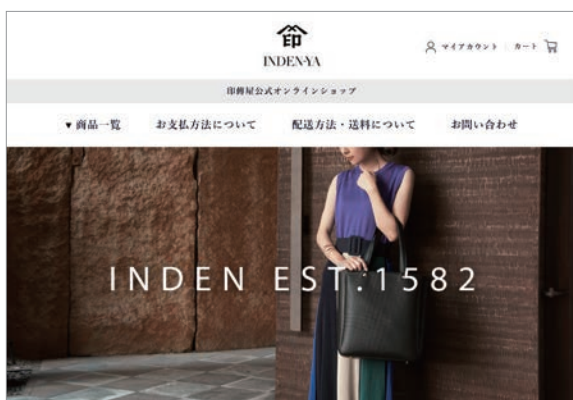 印
INDEN-YA
マイアカウント カート
印傳屋公式オンラインショップ
▼商品一覧 お支払方法について 配送方法・送料について お問い合わせ
INDEN EST.1582